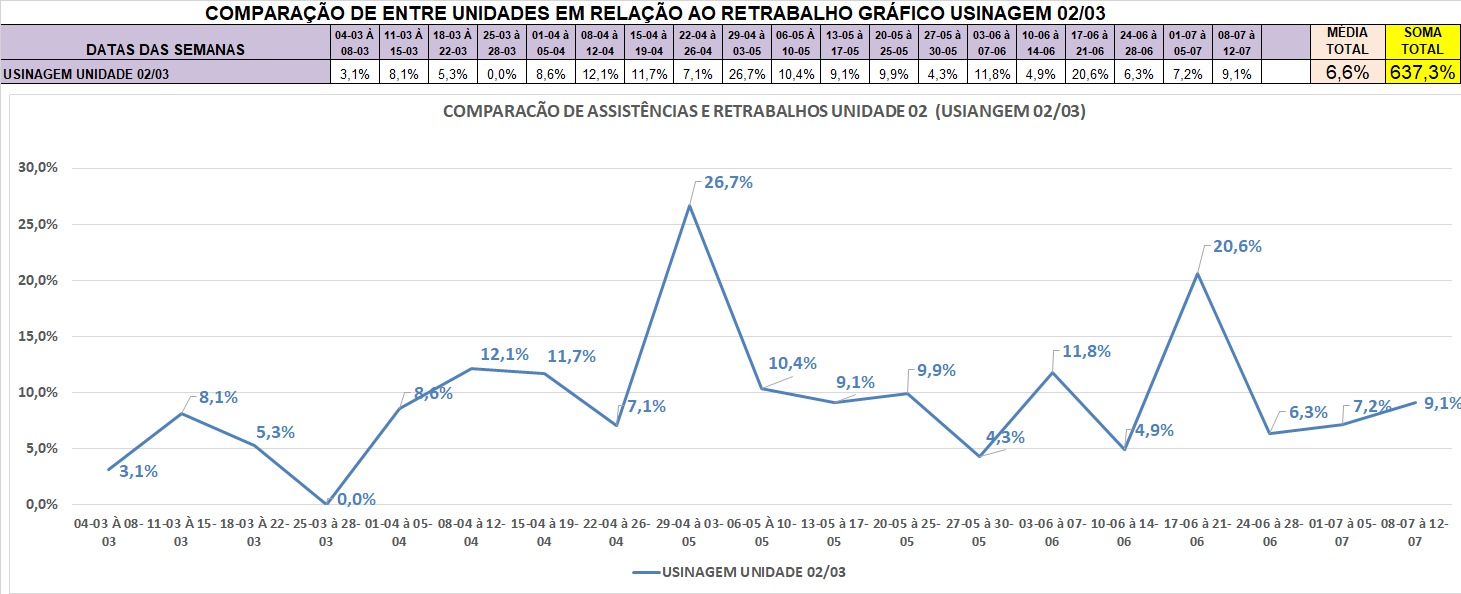 COMPARAÇÃO DE ENTRE UNIDADES EM RELAÇÃO AO RETRABALHO GRÁFICO USINAGEM 02/03
DATAS DAS SEMANAS 04-03 À 08-03 11-03 À 15-03 18-03 À 22-03 25-03 à 28-03 01-04 à 05-04 08-04 à 12-04 15-04 à 19-04 22-04 à 26-04 29-04 à 03-05 06-05 À 10-05 13-05 à 17-05 20-05 à 25-05 27-05 à 30-05 03-06 à 07-06 10-06 à 14-06 17-06 à 21-06 24-06 à 28-06 01-07 à 05-07 08-07 à 12-07 MÉDIA TOTAL SOMA TOTAL
USINAGEM UNIDADE 02/03 3,1% 8,1% 5,3% 0,0% 8,6% 12,1% 11,7% 7,1% 26,7% 10,4% 9,1% 9,9% 4,3% 11,8% 4,9% 20,6% 6,3% 7,2% 9,1% 6,6% 637,3%
COMPARACÃO DE ASSISTÊNCIAS E RETRABALHOS UNIDADE 02 (USIANGEM 02/03)
30,0%
25,0%
20,0%
15,0%
10,0%
5,0%
0,0%
3,1% 8,1% 5,3% 0,0% 8,6% 12,1% 11,7% 7,1% 26,7% 10,4% 9,1% 9,9% 4,3% 11,8% 4,9% 20,6% 6,3% 7,2% 9,1%
04-03 À 08- 11-03 À 15- 18-03 À 22- 25-03 à 28- 01-04 à 05- 08-04 à 12- 15-04 à 19- 22-04 à 26- 29-04 à 03- 06-05 À 10- 13-05 à 17- 20-05 à 25- 27-05 à 30- 03-06 à 07- 10-06 à 14- 17-06 à 21- 24-06 à 28- 01-07 à 05- 08-07 à 12-
03 03 03 03 04 04 04 04 05 05 05 05 05 06 06 06 06 07 07
USINAGEM UNIDADE 02/03